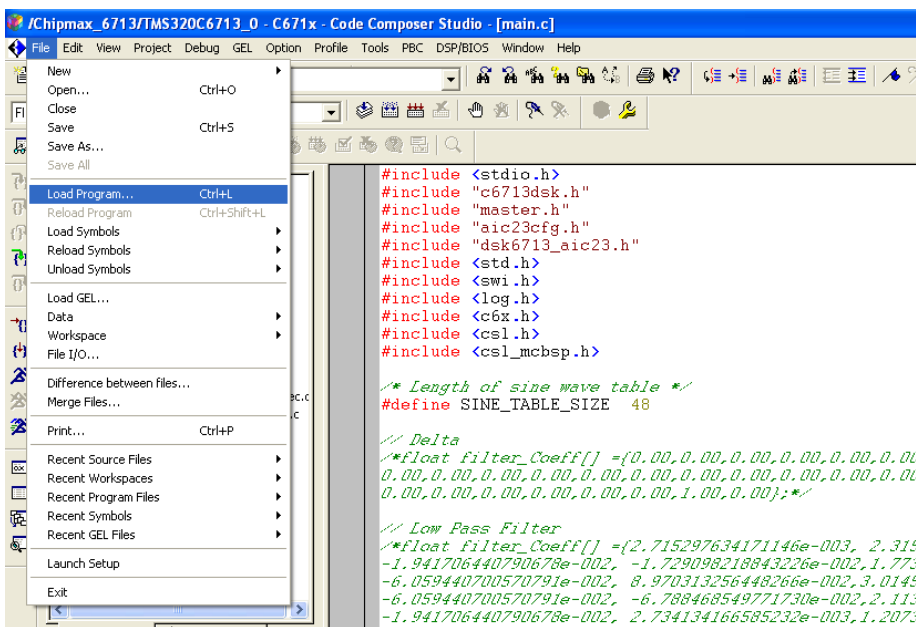 /Chipmax_6713/TMS320C6713_0 - C671x - Code Composer Studio - [main.c]
File Edit View Project Debug GEL Option Profile Tools PBC DSP/BIOS Window Help
New
Open... Ctrl+O
Close
Save Ctrl+S
Save As...
Save All
Load Program... Ctrl+L
Reload Program Ctrl+Shift+L
Load Symbols
Reload Symbols
Unload Symbols
Load GEL...
Data
Workspace
File I/O...
Difference between files...
Merge Files...
Print... Ctrl+P
Recent Source Files
Recent Workspaces
Recent Program Files
Recent Symbols
Recent GEL Files
Launch Setup
Exit
FI
ec.c
.c
#include <stdio.h>
#include "c6713dsk.h"
#include "master.h"
#include "aic23cfg.h"
#include "dsk6713_aic23.h"
#include <std.h>
#include <swi.h>
#include <log.h>
#include <c6x.h>
#include <csl.h>
#include <csl_mcbsp.h>
/* Length of sine wave table */
#define SINE_TABLE_SIZE 48
// Delta
/*float filter_Coeff[] ={0.00,0.00,0.00,0.00,0.00,0.00,0.00
0.00,0.00,0.00,0.00,0.00,0.00,0.00,0.00,0.00,0.00,0.00,0.00
0.00,0.00,0.00,0.00,0.00,0.00,0.00,1.00,0.00};*/
// Low Pass Filter
/*float filter_Coeff[] ={2.715297634171146e-003, 2.315
-1.941706440790678e-002, -1.729098218843226e-002,1.773
-6.059440700570791e-002, 8.970313256448266e-002,3.0149
-6.059440700570791e-002, -6.788468549771730e-002,2.113
-1.941706440790678e-002, 2.734134166585232e-003,1.2073